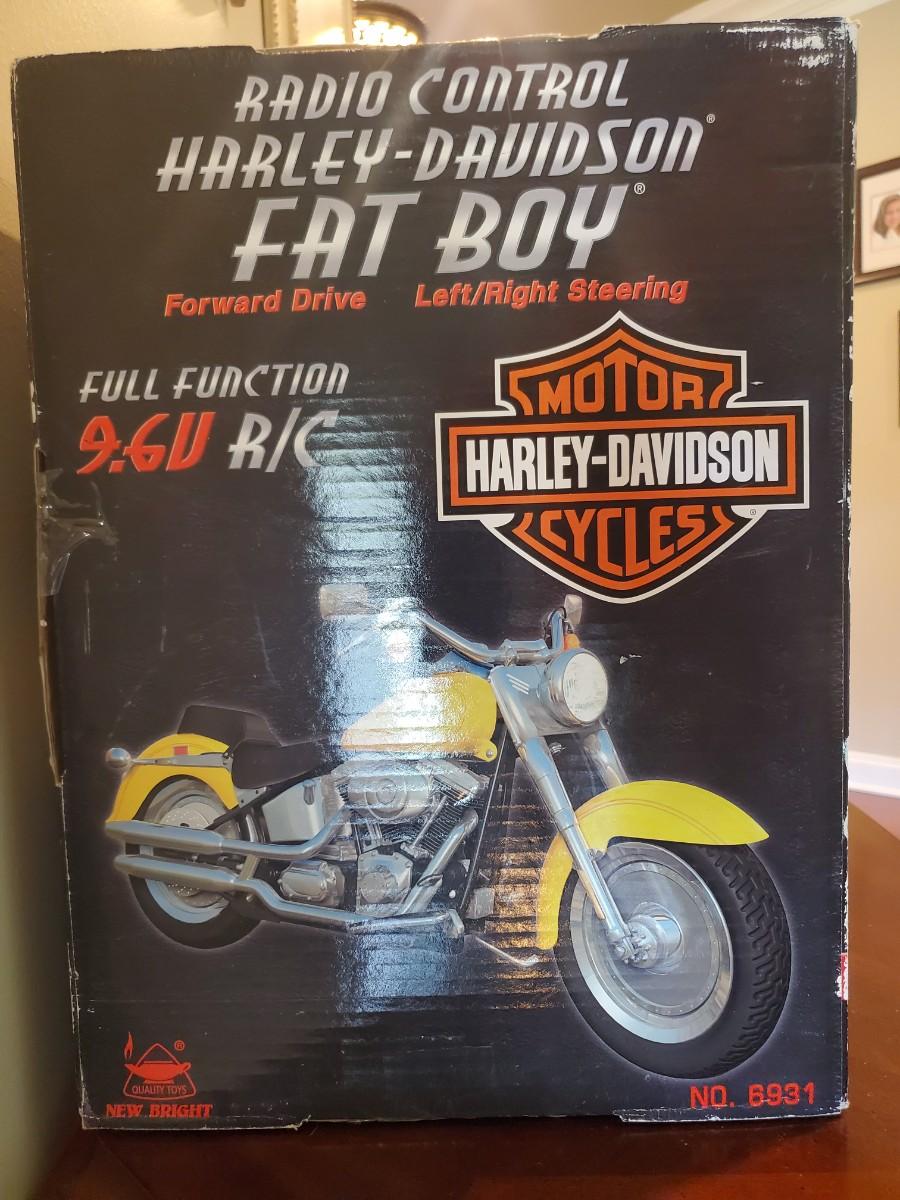 RADIO CONTROL
HARLEY-DAVIDSON®
FAT BOY®
Forward Drive Left/Right Steering
FULL FUNCTION
9.6V R/C
MOTOR
HARLEY-DAVIDSON
CYCLES
®
®
QUALITY TOYS
NEW BRIGHT
NO. 6931